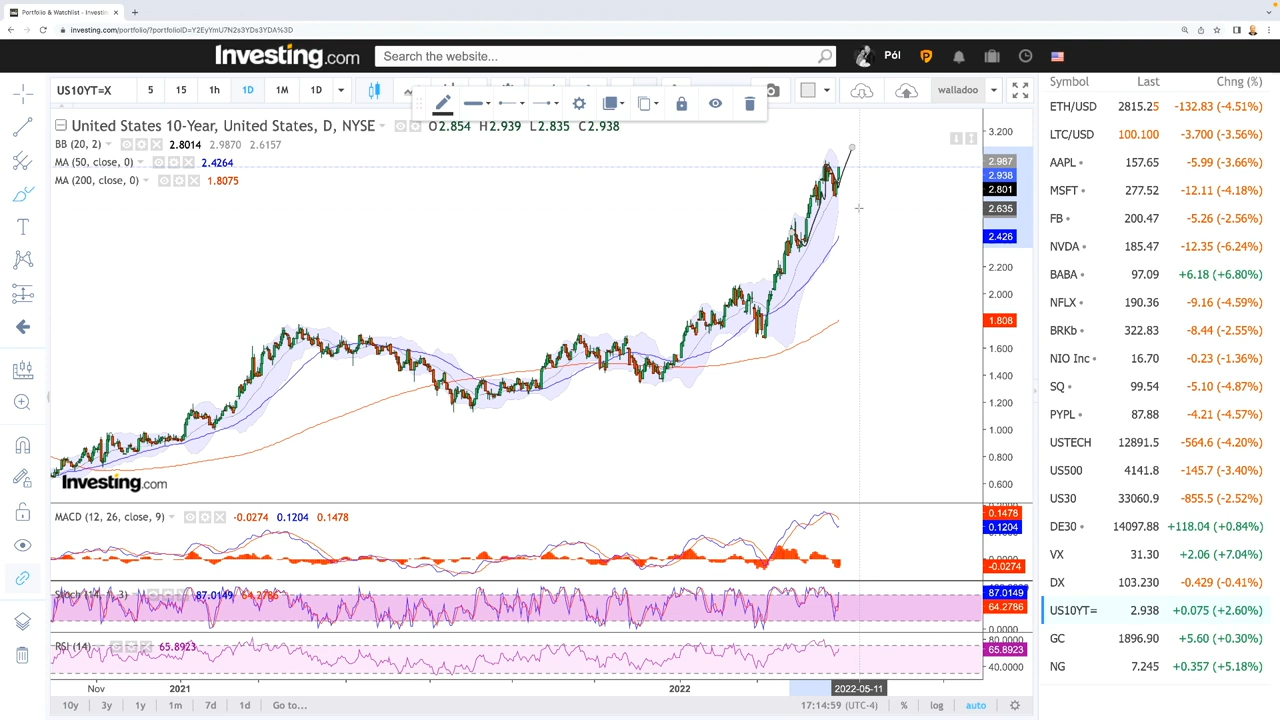 Portfolio & Watchlist - Investin
investing.com/portfolio/?portfolioID=Y2EyYmU7N2s3YDs3YDA%3D
Investing.com Search the website... Pól
US10YT=X 5 15 1h 1D 1M 1D walladoo
United States 10-Year, United States, D, NYSE O2.854 H2.939 L2.835 C2.938
BB (20, 2) 2.8014 2.9870 2.6157
MA (50, close, 0) 2.4264
MA (200, close, 0) 1.8075
3.200
2.987
2.938
2.801
2.635
2.426
2.200
2.000
1.808
1.600
1.400
1.200
1.000
0.800
0.600
Investing.com
MACD (12, 26, close, 9) -0.0274 0.1204 0.1478
0.1478
0.1204
-0.0274
87.0149 64.2786
87.0149
64.2786
0.0000
RSI (14) 65.8923
65.8923
40.0000
Nov 2021 2022 2022-05-11
10y 3y 1y 1m 7d 1d Go to... 17:14:59 (UTC-4) % log auto
Symbol Last Chng (%)
ETH/USD 2815.25 -132.83 (-4.51%)
LTC/USD 100.100 -3.700 (-3.56%)
AAPL 157.65 -5.99 (-3.66%)
MSFT 277.52 -12.11 (-4.18%)
FB 200.47 -5.26 (-2.56%)
NVDA 185.47 -12.35 (-6.24%)
BABA 97.09 +6.18 (+6.80%)
NFLX 190.36 -9.16 (-4.59%)
BRKb 322.83 -8.44 (-2.55%)
NIO Inc 16.70 -0.23 (-1.36%)
SQ 99.54 -5.10 (-4.87%)
PYPL 87.88 -4.21 (-4.57%)
USTECH 12891.5 -564.6 (-4.20%)
US500 4141.8 -145.7 (-3.40%)
US30 33060.9 -855.5 (-2.52%)
DE30 14097.88 +118.04 (+0.84%)
VX 31.30 +2.06 (+7.04%)
DX 103.230 -0.429 (-0.41%)
US10YT= 2.938 +0.075 (+2.60%)
GC 1896.90 +5.60 (+0.30%)
NG 7.245 +0.357 (+5.18%)